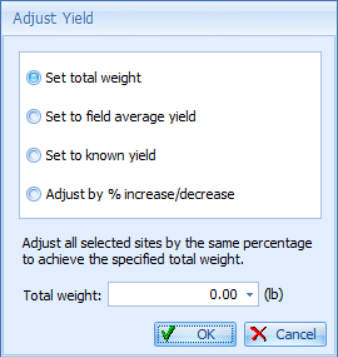 Adjust Yield
Set total weight
Set to field average yield
Set to known yield
Adjust by % increase/decrease
Adjust all selected sites by the same percentage
to achieve the specified total weight.
Total weight: 0.00 (lb)
OK Cancel